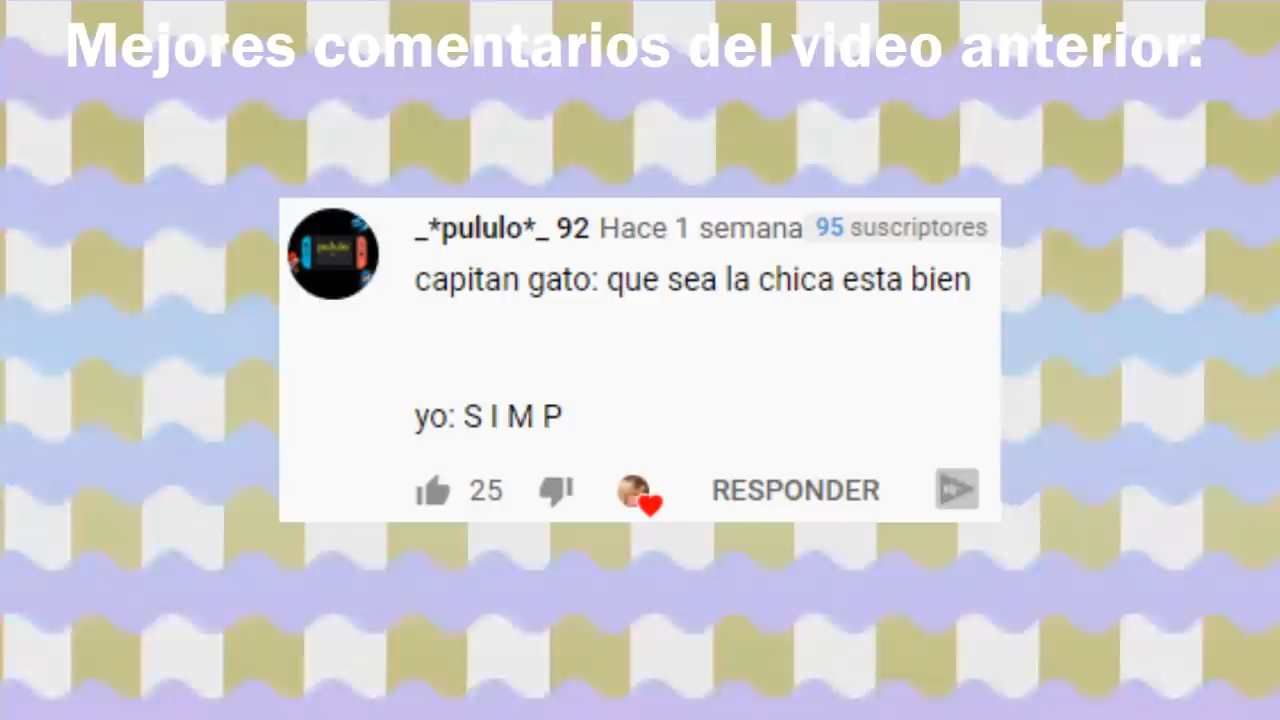 Mejores comentarios del video anterior:
_*pululo*_ 92 Hace 1 semana 95 suscriptores
capitan gato: que sea la chica esta bien
yo: S I M P
25 RESPONDER